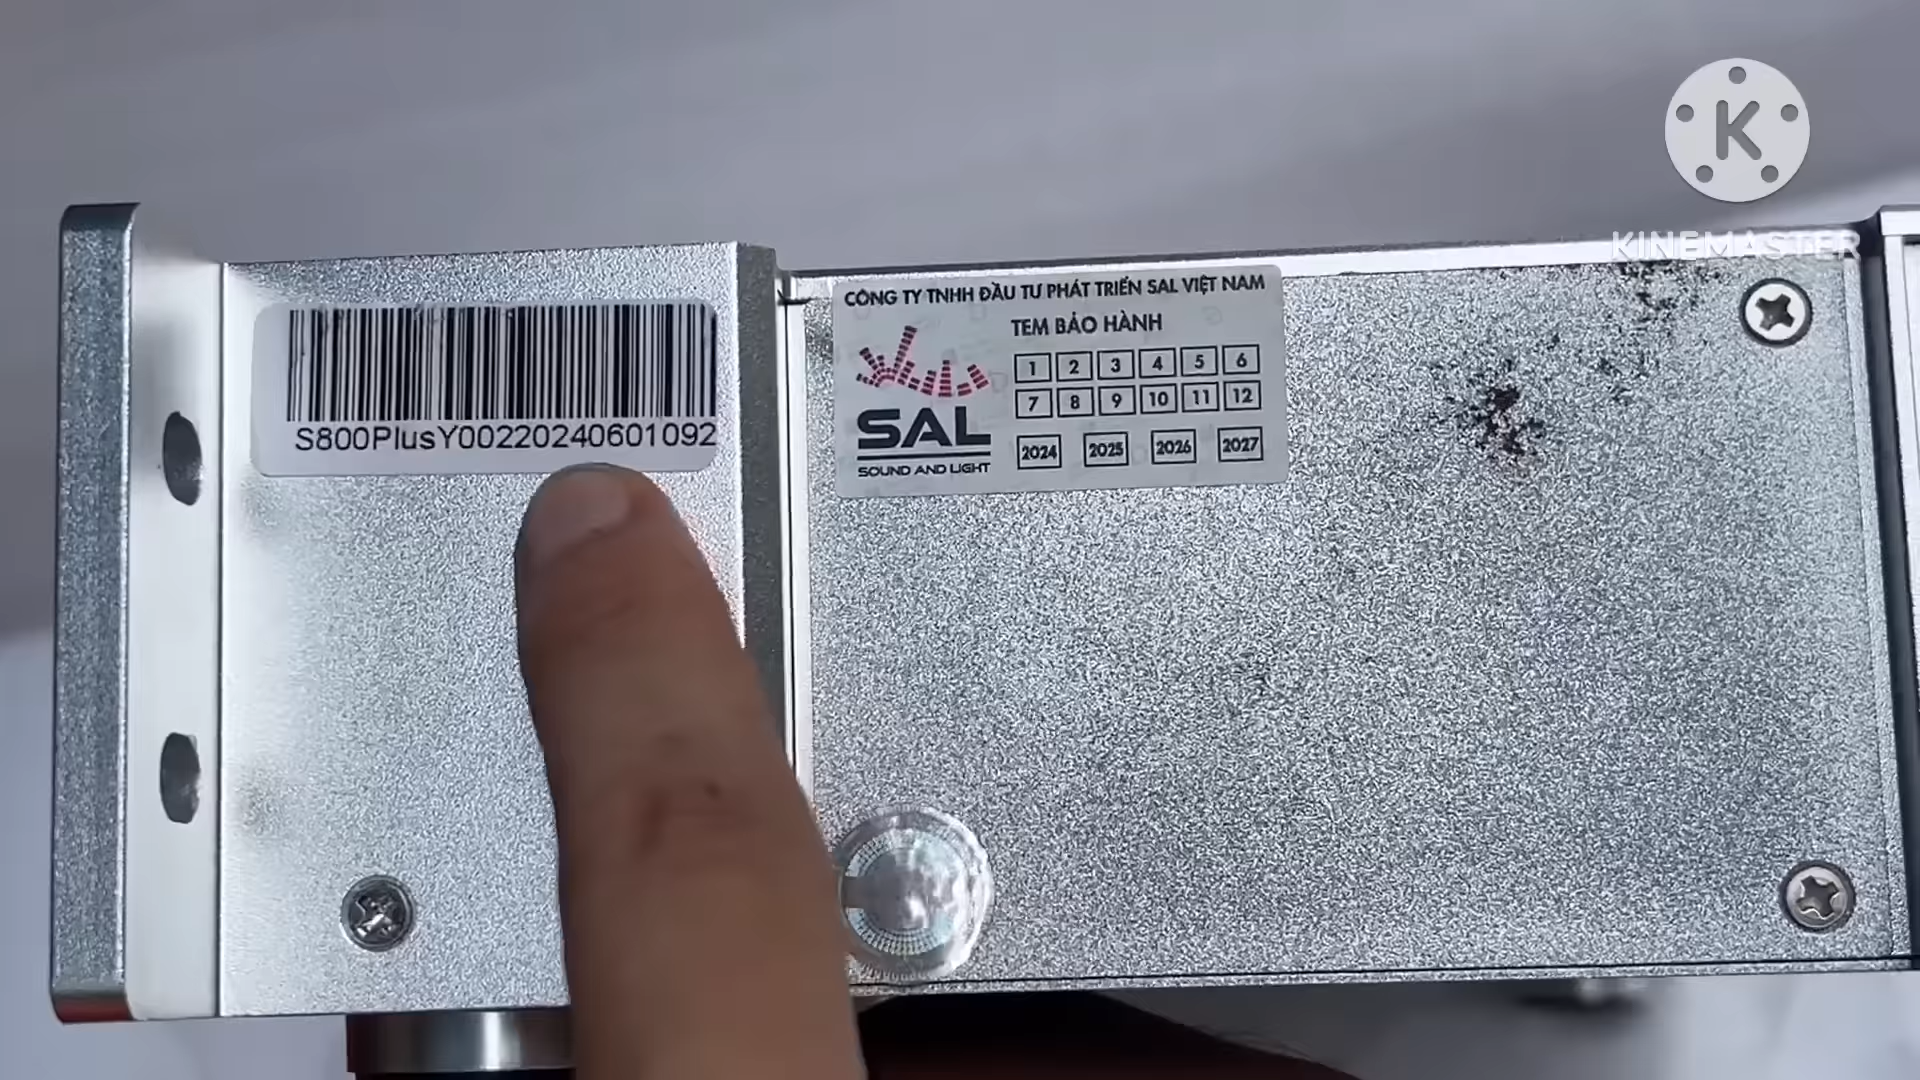 K
KINEMASTER
S800PlusY00220240601092
CÔNG TY TNHH ĐẦU TƯ PHÁT TRIỂN SAL VIỆT NAM
TEM BẢO HÀNH
1 2 3 4 5 6
7 8 9 10 11 12
2024 2025 2026 2027
SAL
SOUND AND LIGHT